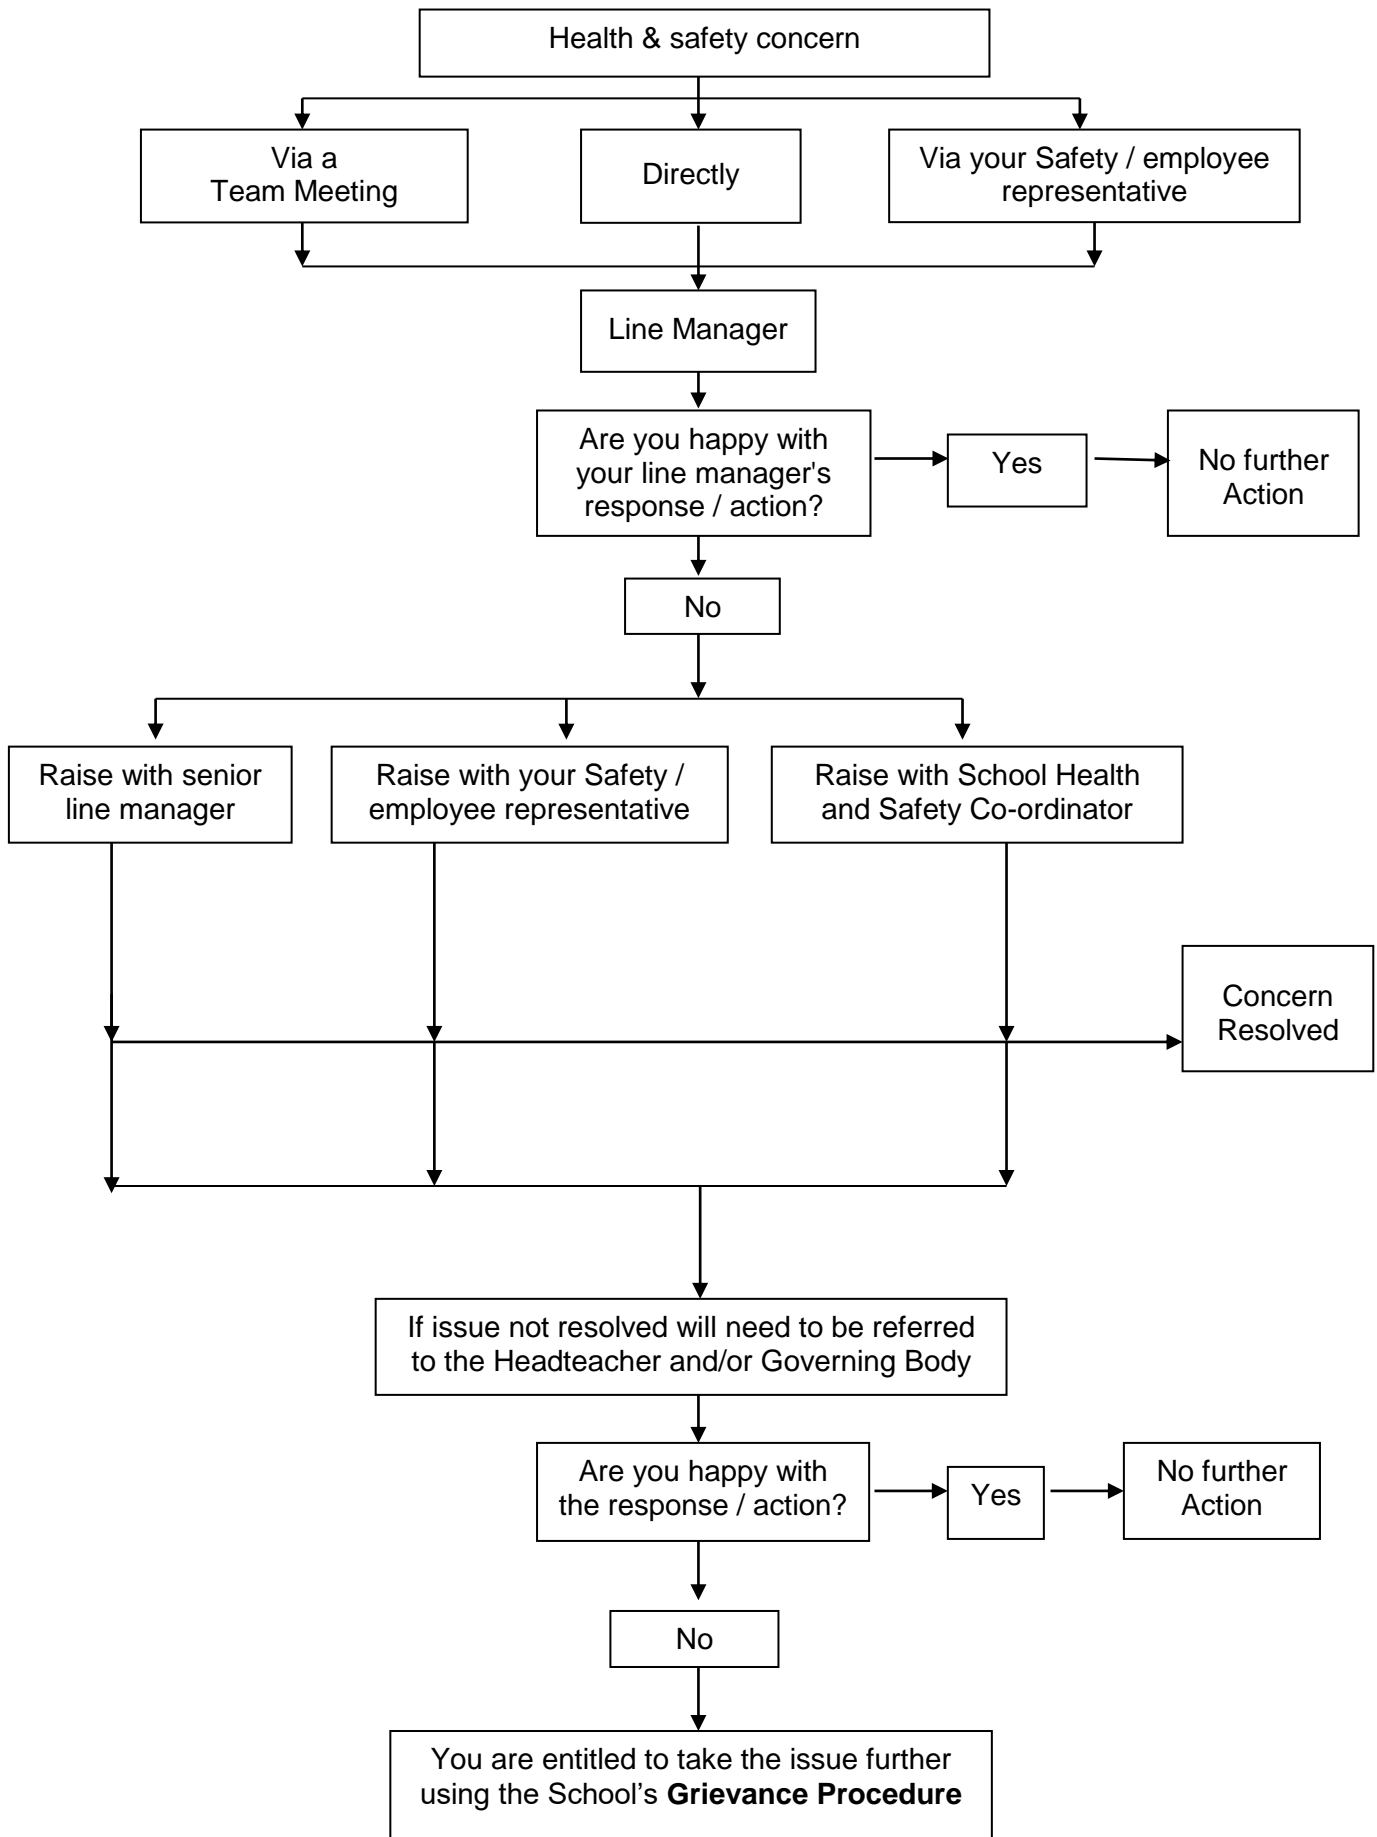 Health & safety concern
Via a
Team Meeting
Directly
Via your Safety / employee
representative
Line Manager
Are you happy with
your line manager's
response / action?
Yes
No further
Action
No
Raise with senior
line manager
Raise with your Safety /
employee representative
Raise with School Health
and Safety Co-ordinator
Concern
Resolved
If issue not resolved will need to be referred
to the Headteacher and/or Governing Body
Are you happy with
the response / action?
Yes
No further
Action
No
You are entitled to take the issue further
using the School’s Grievance Procedure